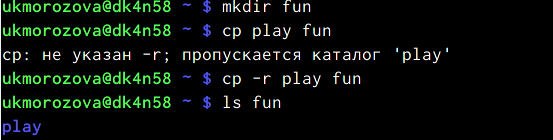 ukmorozova@dk4n58 ~ $ mkdir fun
ukmorozova@dk4n58 ~ $ cp play fun
cp: не указан -r; пропускается каталог 'play'
ukmorozova@dk4n58 ~ $ cp -r play fun
ukmorozova@dk4n58 ~ $ ls fun
play